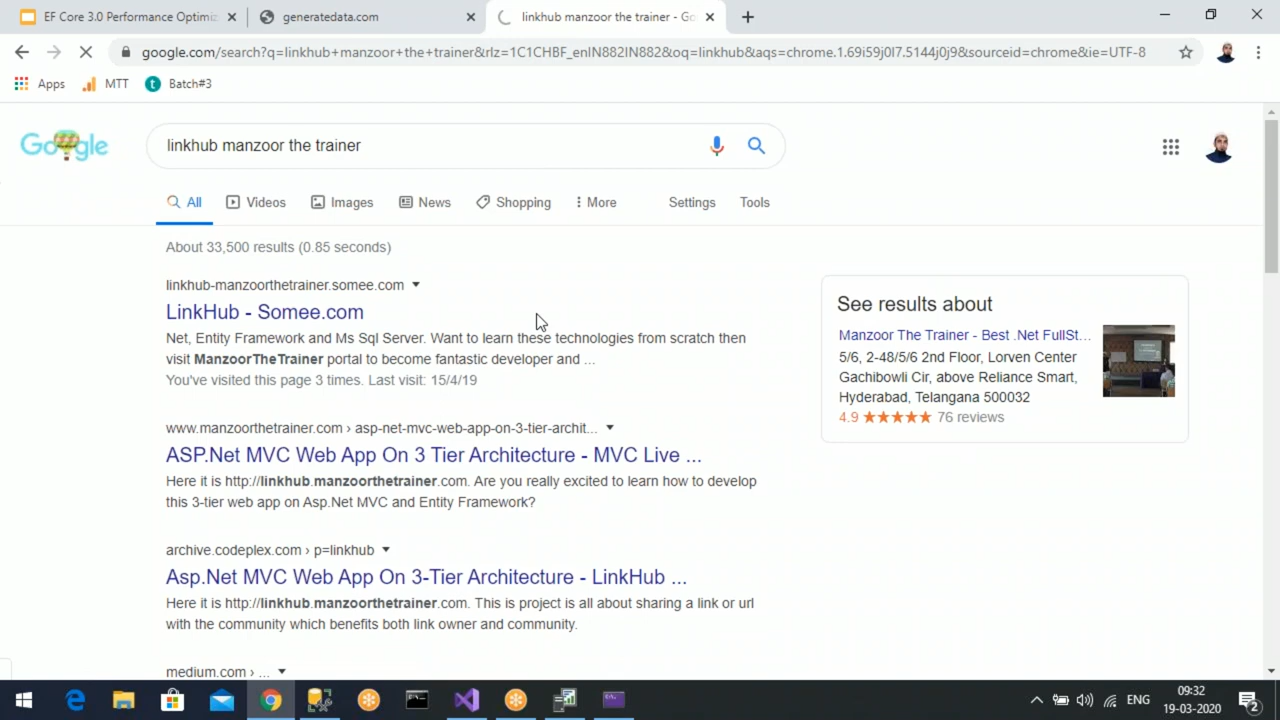 EF Core 3.0 Performance Optimiz
generatedata.com
linkhub manzoor the trainer - Go
google.com/search?q=linkhub+manzoor+the+trainer&rlz=1C1CHBF_enIN882IN882&oq=linkhub&aqs=chrome.1.69i59j0l7.5144j0j9&sourceid=chrome&ie=UTF-8
Apps MTT Batch#3
Google
linkhub manzoor the trainer
All Videos Images News Shopping More Settings Tools
About 33,500 results (0.85 seconds)
linkhub-manzoorthetrainer.somee.com
LinkHub - Somee.com
Net, Entity Framework and Ms Sql Server. Want to learn these technologies from scratch then
visit ManzoorTheTrainer portal to become fantastic developer and ...
You've visited this page 3 times. Last visit: 15/4/19
www.manzoorthetrainer.com › asp-net-mvc-web-app-on-3-tier-archit...
ASP.Net MVC Web App On 3 Tier Architecture - MVC Live ...
Here it is http://linkhub.manzoorthetrainer.com. Are you really excited to learn how to develop
this 3-tier web app on Asp.Net MVC and Entity Framework?
archive.codeplex.com › p=linkhub
Asp.Net MVC Web App On 3-Tier Architecture - LinkHub ...
Here it is http://linkhub.manzoorthetrainer.com. This is project is all about sharing a link or url
with the community which benefits both link owner and community.
medium.com › ...
See results about
Manzoor The Trainer - Best .Net FullSt...
5/6, 2-48/5/6 2nd Floor, Lorven Center
Gachibowli Cir, above Reliance Smart,
Hyderabad, Telangana 500032
4.9 ★★★★★ 76 reviews
ENG
09:32
19-03-2020
2